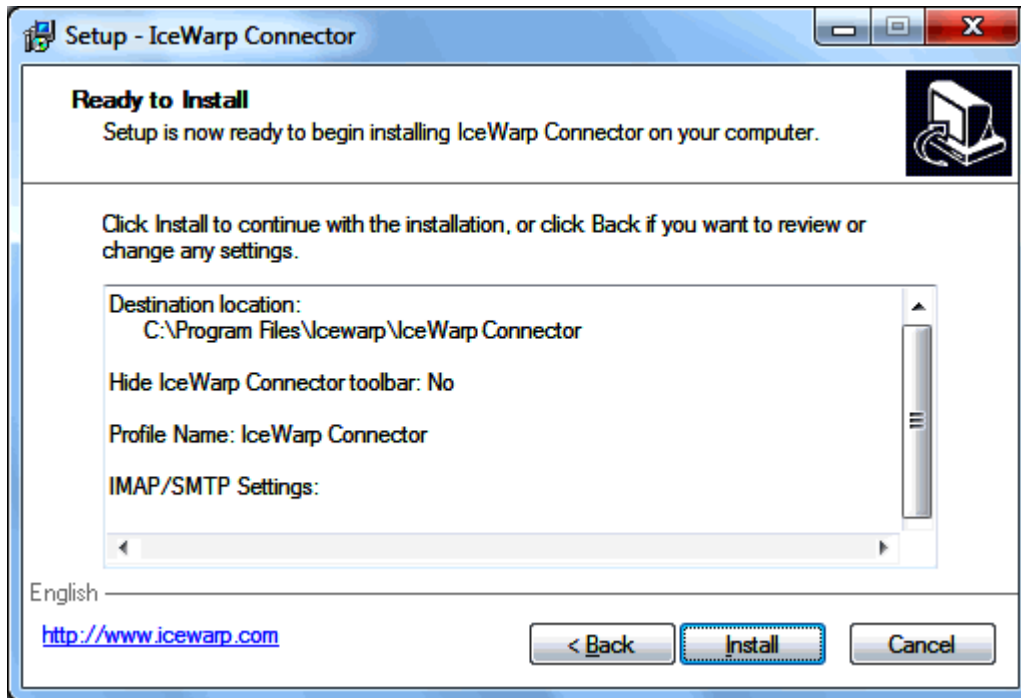 Setup - IceWarp Connector
Ready to Install
Setup is now ready to begin installing IceWarp Connector on your computer.
Click Install to continue with the installation, or click Back if you want to review or
change any settings.
Destination location:
C:\Program Files\Icewarp\IceWarp Connector
Hide IceWarp Connector toolbar: No
Profile Name: IceWarp Connector
IMAP/SMTP Settings:
English
http://www.icewarp.com
< Back
Install
Cancel